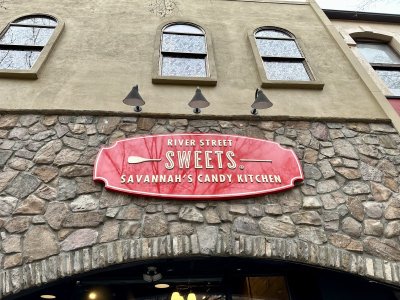 RIVER STREET
SWEETS®
SAVANNAH'S CANDY KITCHEN